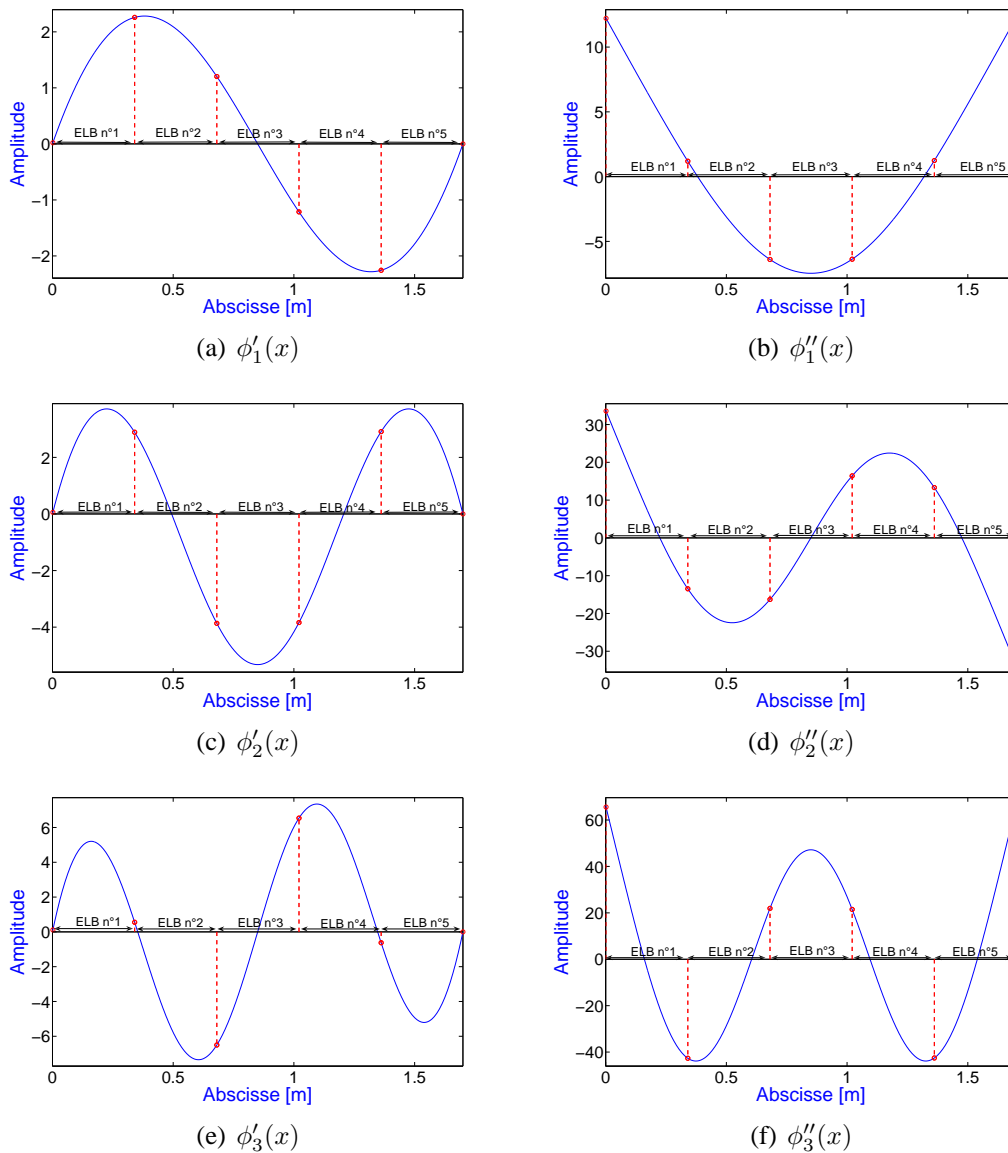 2
1
0
−1
−2
Amplitude
ELB n°1
ELB n°2
ELB n°3
ELB n°4
ELB n°5
0
0.5
1
1.5
Abscisse [m]
(a) ϕ′₁(x)
10
5
0
−5
Amplitude
ELB n°1
ELB n°2
ELB n°3
ELB n°4
ELB n°5
0
0.5
1
1.5
Abscisse [m]
(b) ϕ″₁(x)
2
0
−2
−4
Amplitude
ELB n°1
ELB n°2
ELB n°3
ELB n°4
ELB n°5
0
0.5
1
1.5
Abscisse [m]
(c) ϕ′₂(x)
30
20
10
0
−10
−20
−30
Amplitude
ELB n°1
ELB n°2
ELB n°3
ELB n°4
ELB n°5
0
0.5
1
1.5
Abscisse [m]
(d) ϕ″₂(x)
6
4
2
0
−2
−4
−6
Amplitude
ELB n°1
ELB n°2
ELB n°3
ELB n°4
ELB n°5
0
0.5
1
1.5
Abscisse [m]
(e) ϕ′₃(x)
60
40
20
0
−20
−40
Amplitude
ELB n°1
ELB n°2
ELB n°3
ELB n°4
ELB n°5
0
0.5
1
1.5
Abscisse [m]
(f) ϕ″₃(x)